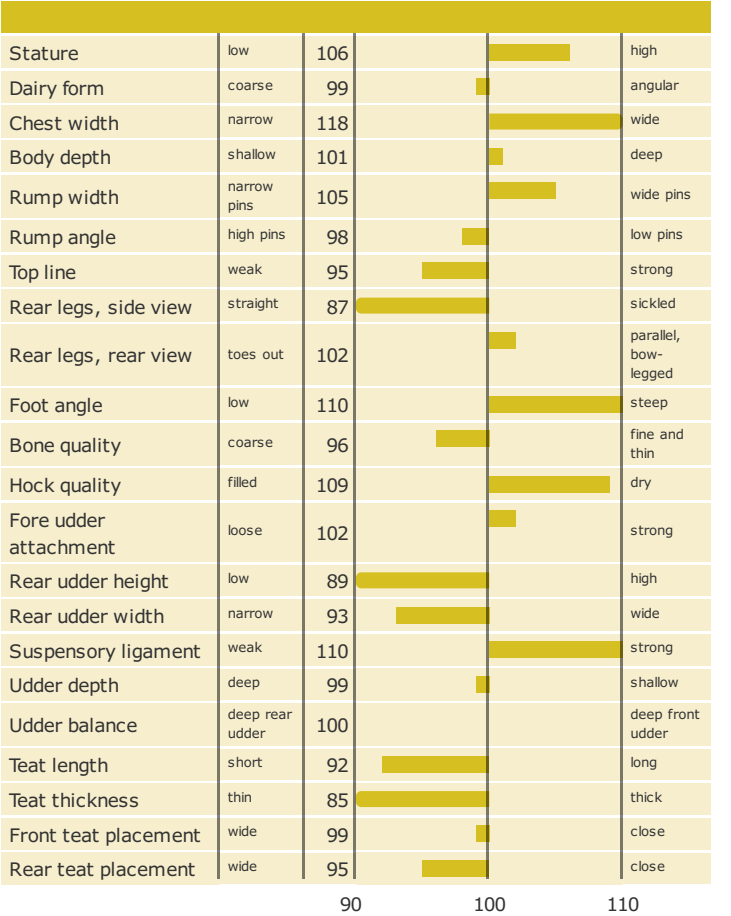 Stature low 106 high
Dairy form coarse 99 angular
Chest width narrow 118 wide
Body depth shallow 101 deep
Rump width narrow pins 105 wide pins
Rump angle high pins 98 low pins
Top line weak 95 strong
Rear legs, side view straight 87 sickled
Rear legs, rear view toes out 102 parallel, bow-legged
Foot angle low 110 steep
Bone quality coarse 96 fine and thin
Hock quality filled 109 dry
Fore udder attachment loose 102 strong
Rear udder height low 89 high
Rear udder width narrow 93 wide
Suspensory ligament weak 110 strong
Udder depth deep 99 shallow
Udder balance deep rear udder 100 deep front udder
Teat length short 92 long
Teat thickness thin 85 thick
Front teat placement wide 99 close
Rear teat placement wide 95 close
90 100 110